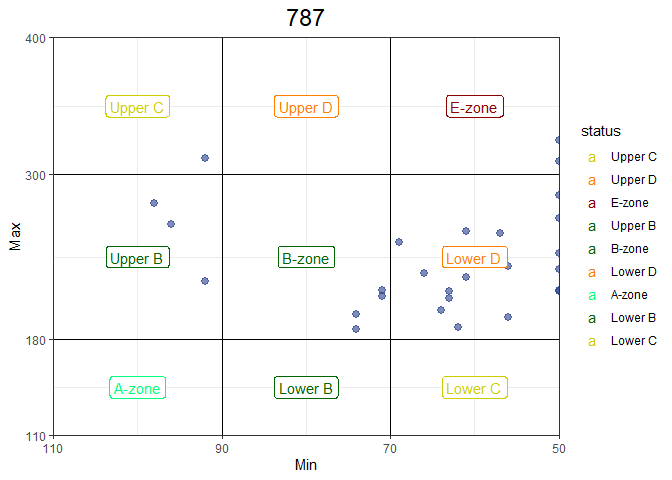 787
400
300
180
110
Max
Upper C
Upper D
E-zone
Upper B
B-zone
Lower D
A-zone
Lower B
Lower C
110
90
70
50
Min
status
a Upper C
a Upper D
a E-zone
a Upper B
a B-zone
a Lower D
a A-zone
a Lower B
a Lower C